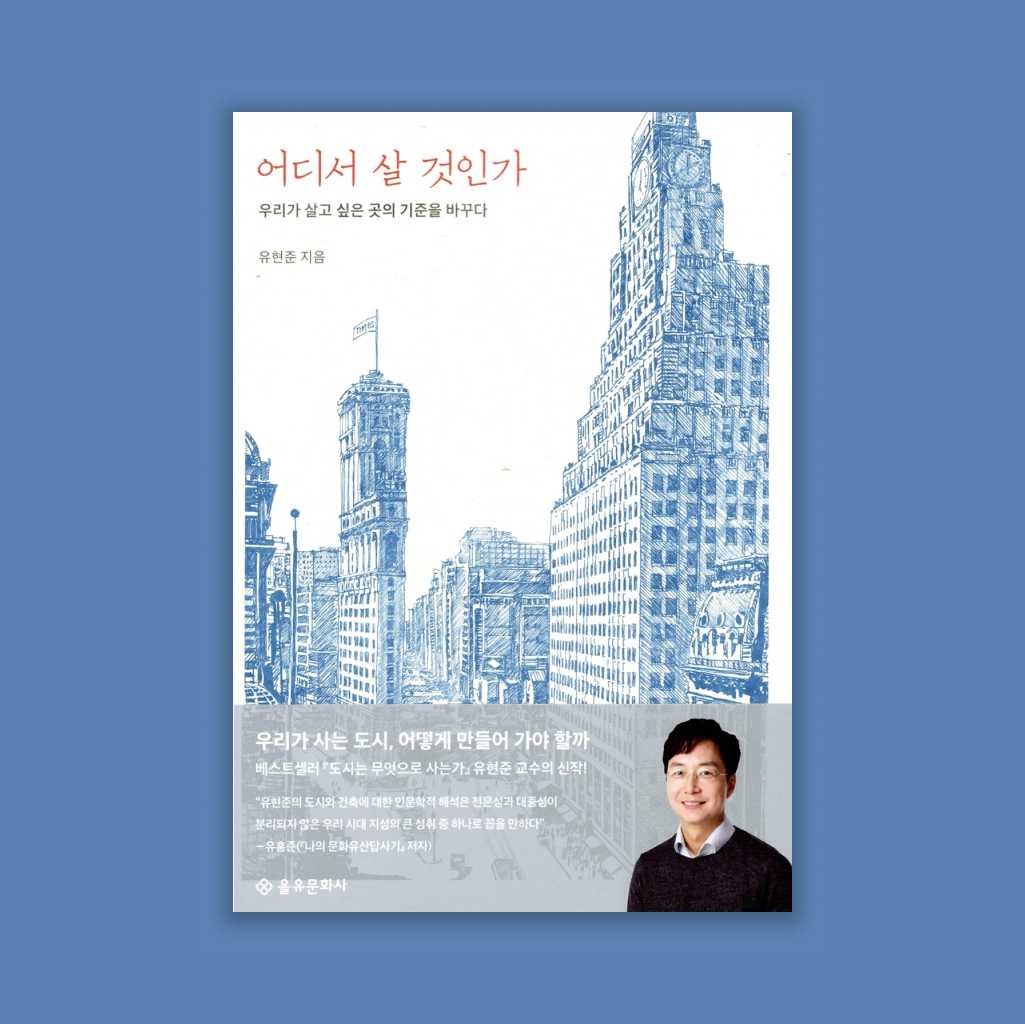 어디서 살 것인가
우리가 살고 싶은 곳의 기준을 바꾸다
유현준 지음
TIMES
우리가 사는 도시, 어떻게 만들어 가야 할까
베스트셀러 『도시는 무엇으로 사는가』 유현준 교수의 신작!
“유현준의 도시와 건축에 대한 인문학적 해석은 전문성과 대중성이
분리되지 않은 우리 시대 지성의 큰 성취 중 하나로 꼽을 만하다”
– 유홍준(『나의 문화유산답사기』 저자)
을유문화사